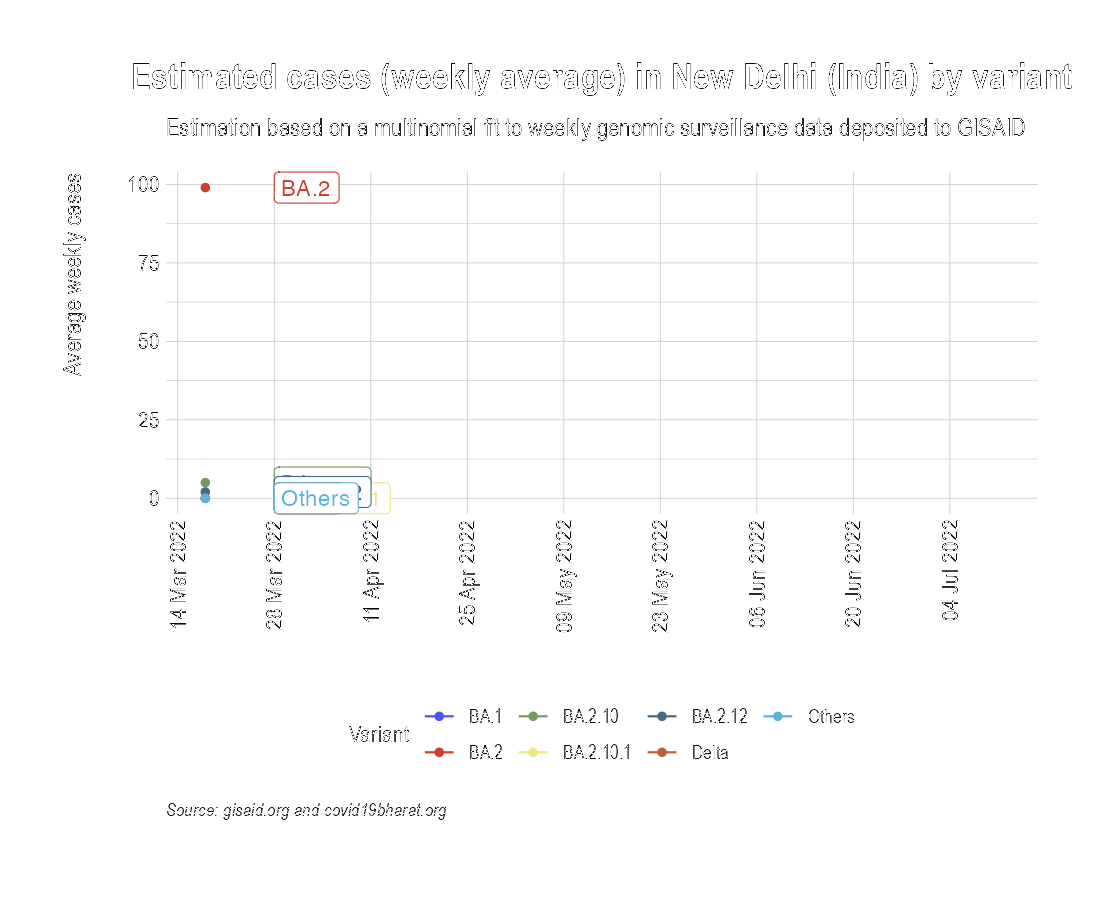 Estimated cases (weekly average) in New Delhi (India) by variant
Estimation based on a multinomial fit to weekly genomic surveillance data deposited to GISAID
Average weekly cases
100
75
50
25
0
BA.2
Others
1
14 Mar 2022
28 Mar 2022
11 Apr 2022
25 Apr 2022
09 May 2022
23 May 2022
06 Jun 2022
20 Jun 2022
04 Jul 2022
Variant
BA.1
BA.2.10
BA.2.12
Others
BA.2
BA.2.10.1
Delta
Source: gisaid.org and covid19bharat.org